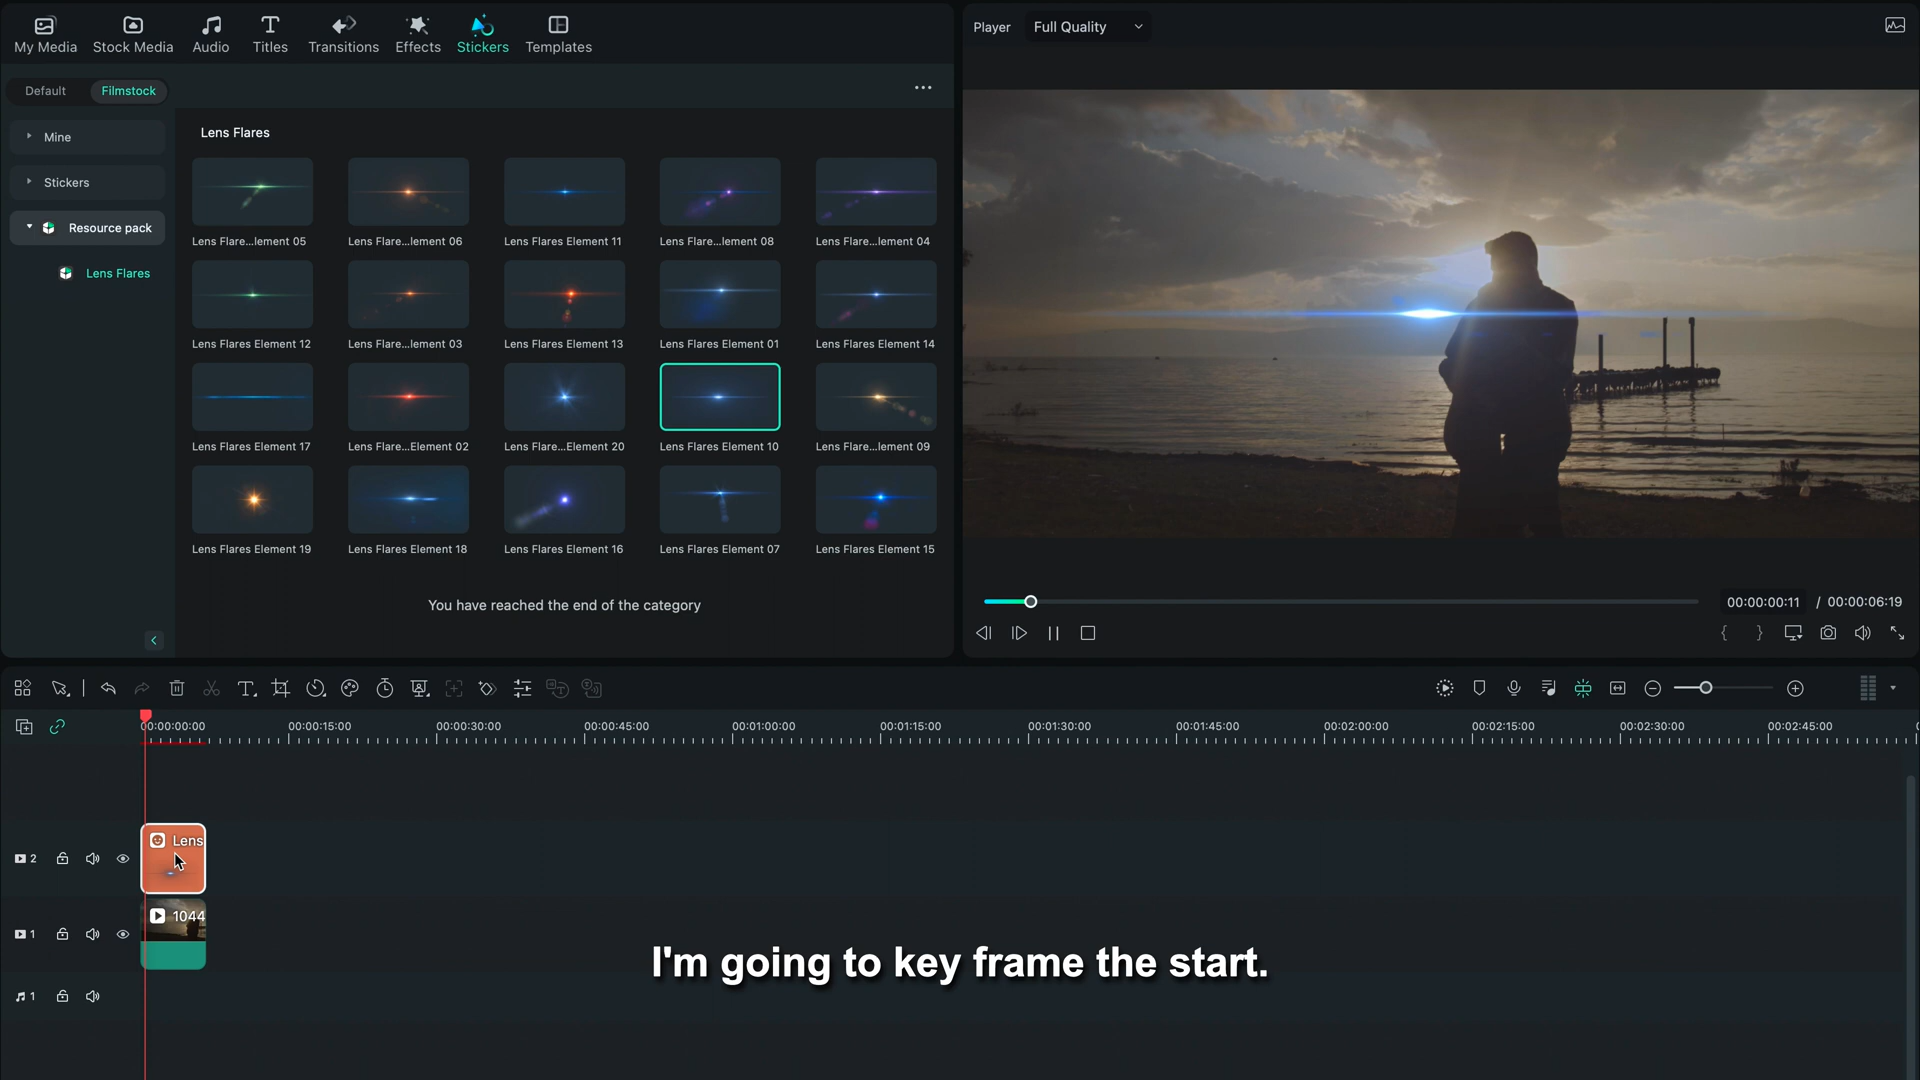 My Media
Stock Media
Audio
Titles
Transitions
Effects
Stickers
Templates
Player
Full Quality
Default
Filmstock
Mine
Stickers
Resource pack
Lens Flares
Lens Flares
Lens Flare...lement 05
Lens Flare...lement 06
Lens Flares Element 11
Lens Flare...lement 08
Lens Flare...lement 04
Lens Flares Element 12
Lens Flare...lement 03
Lens Flares Element 13
Lens Flares Element 01
Lens Flares Element 14
Lens Flares Element 17
Lens Flare...Element 02
Lens Flare...Element 20
Lens Flares Element 10
Lens Flare...lement 09
Lens Flares Element 19
Lens Flares Element 18
Lens Flares Element 16
Lens Flares Element 07
Lens Flares Element 15
You have reached the end of the category
00:00:00:11 / 00:00:06:19
00:00:00:00
00:00:15:00
00:00:30:00
00:00:45:00
00:01:00:00
00:01:15:00
00:01:30:00
00:01:45:00
00:02:00:00
00:02:15:00
00:02:30:00
00:02:45:00
2
Lens
1
1044
1
I'm going to key frame the start.